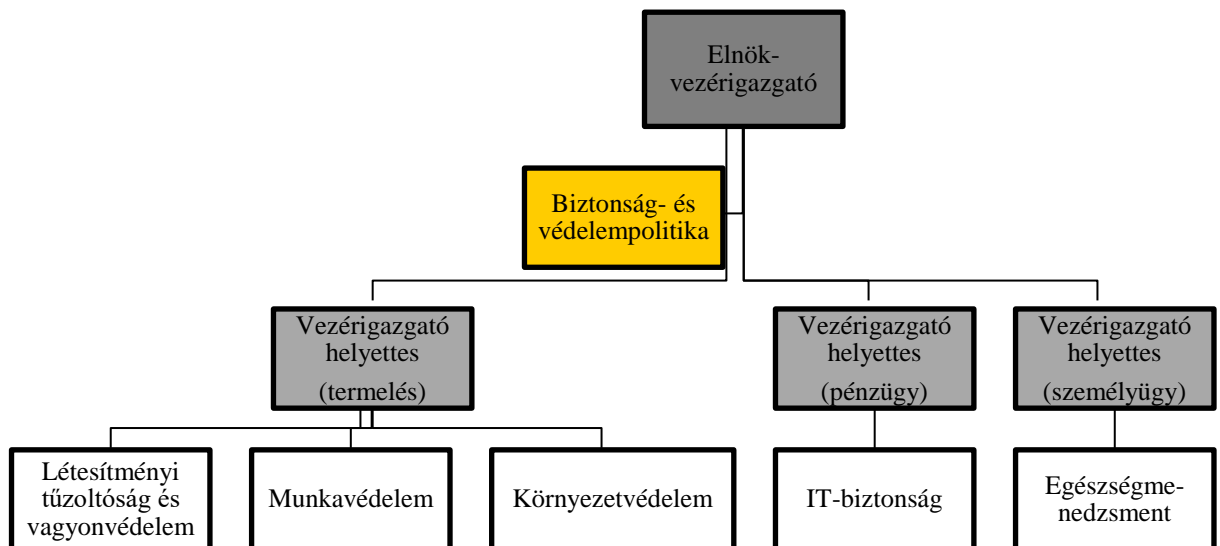 Elnök-
vezérigazgató
Biztonság- és
védelempolitika
Vezérigazgató
helyettes
(termelés)
Vezérigazgató
helyettes
(pénzügy)
Vezérigazgató
helyettes
(személyügy)
Létesítményi
tűzoltóság és
vagyonvédelem
Munkavédelem
Környezetvédelem
IT-biztonság
Egészségme-
nedzsment